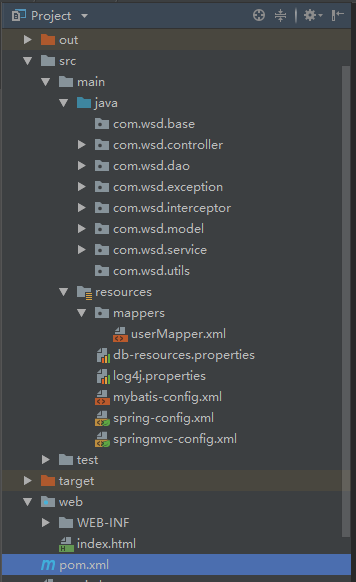 Project
out
src
main
java
com.wsd.base
com.wsd.controller
com.wsd.dao
com.wsd.exception
com.wsd.interceptor
com.wsd.model
com.wsd.service
com.wsd.utils
resources
mappers
userMapper.xml
db-resources.properties
log4j.properties
mybatis-config.xml
spring-config.xml
springmvc-config.xml
test
target
web
WEB-INF
index.html
pom.xml